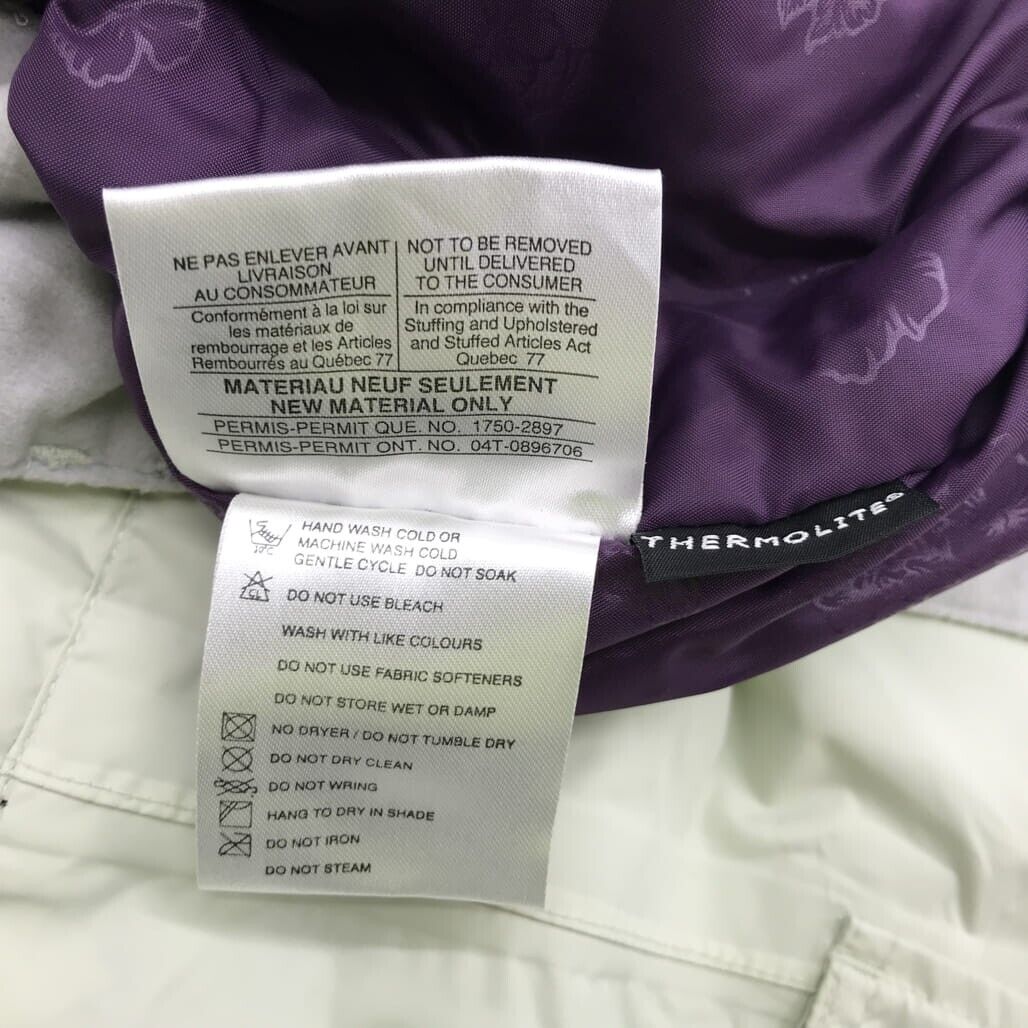 NE PAS ENLEVER AVANT
LIVRAISON
AU CONSOMMATEUR
Conformément à la loi sur
les matériaux de
rembourrage et les Articles
Rembourrés au Québec 77
NOT TO BE REMOVED
UNTIL DELIVERED
TO THE CONSUMER
In compliance with the
Stuffing and Upholstered
and Stuffed Articles Act
Quebec 77
MATERIAU NEUF SEULEMENT
NEW MATERIAL ONLY
PERMIS-PERMIT QUE. NO. 1750-2897
PERMIS-PERMIT ONT. NO. 04T-0896706
THERMOLITE®
HAND WASH COLD OR
MACHINE WASH COLD
GENTLE CYCLE DO NOT SOAK
CL
DO NOT USE BLEACH
WASH WITH LIKE COLOURS
DO NOT USE FABRIC SOFTENERS
DO NOT STORE WET OR DAMP
NO DRYER / DO NOT TUMBLE DRY
DO NOT DRY CLEAN
DO NOT WRING
HANG TO DRY IN SHADE
DO NOT IRON
DO NOT STEAM